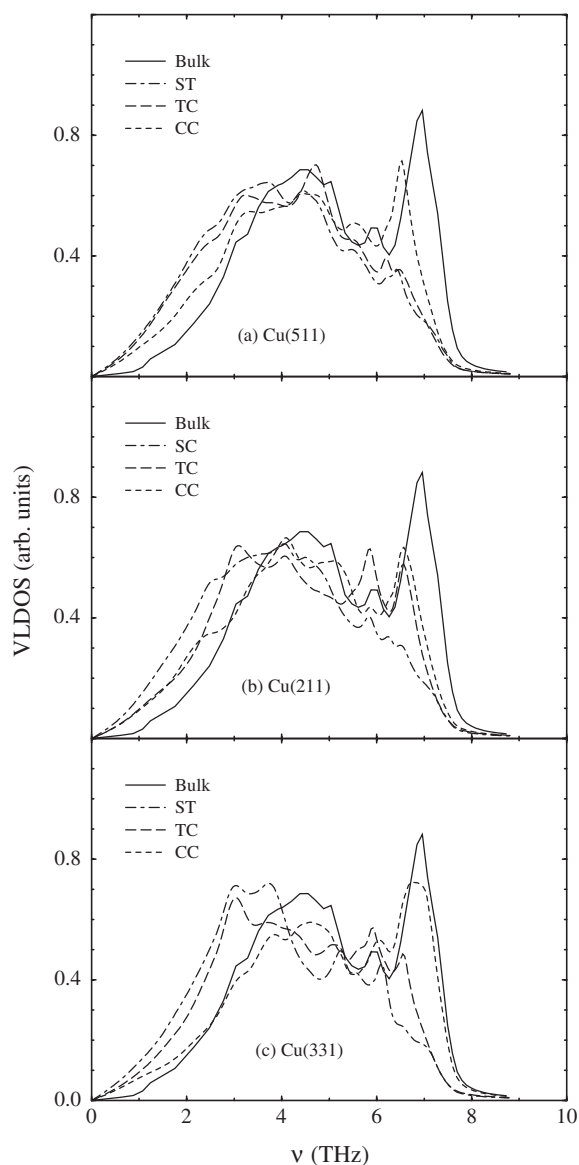 Bulk
ST
TC
CC
0.8
0.4
(a) Cu(511)
Bulk
SC
TC
CC
0.8
0.4
(b) Cu(211)
VLDOS (arb. units)
Bulk
ST
TC
CC
0.8
0.4
(c) Cu(331)
0.0
0 2 4 6 8 10
ν (THz)